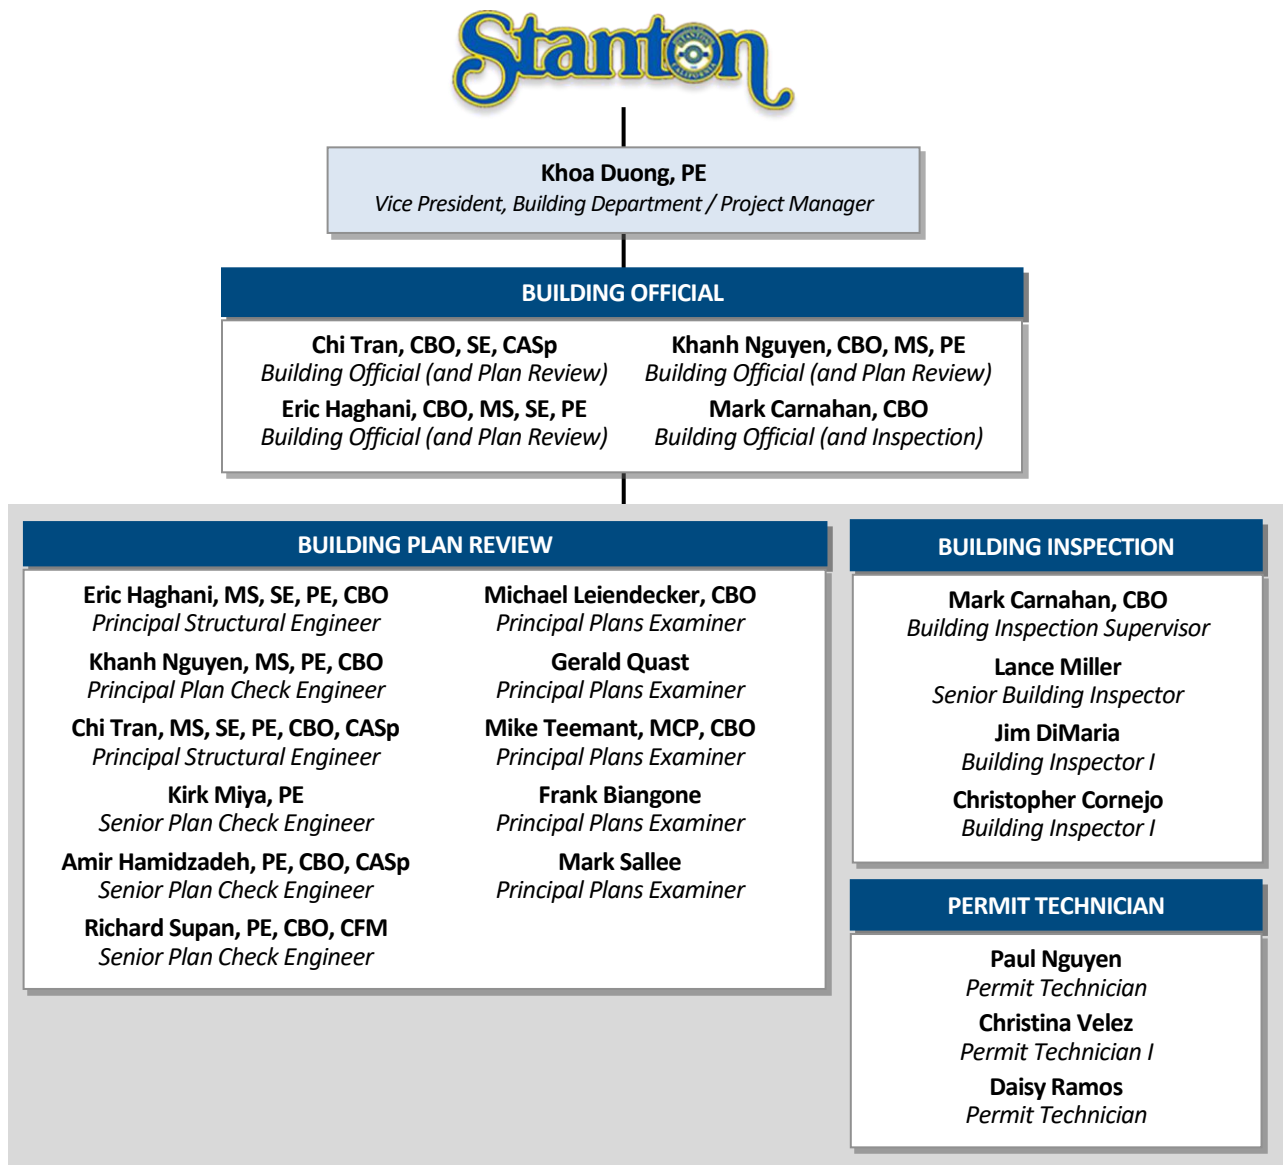 Stanton
STANTON
CALIFORNIA
Khoa Duong, PE
Vice President, Building Department / Project Manager
BUILDING OFFICIAL
Chi Tran, CBO, SE, CASp
Building Official (and Plan Review)
Eric Haghani, CBO, MS, SE, PE
Building Official (and Plan Review)
Khanh Nguyen, CBO, MS, PE
Building Official (and Plan Review)
Mark Carnahan, CBO
Building Official (and Inspection)
BUILDING PLAN REVIEW
Eric Haghani, MS, SE, PE, CBO
Principal Structural Engineer
Khanh Nguyen, MS, PE, CBO
Principal Plan Check Engineer
Chi Tran, MS, SE, PE, CBO, CASp
Principal Structural Engineer
Kirk Miya, PE
Senior Plan Check Engineer
Amir Hamidzadeh, PE, CBO, CASp
Senior Plan Check Engineer
Richard Supan, PE, CBO, CFM
Senior Plan Check Engineer
Michael Leiendecker, CBO
Principal Plans Examiner
Gerald Quast
Principal Plans Examiner
Mike Teemant, MCP, CBO
Principal Plans Examiner
Frank Biangone
Principal Plans Examiner
Mark Sallee
Principal Plans Examiner
BUILDING INSPECTION
Mark Carnahan, CBO
Building Inspection Supervisor
Lance Miller
Senior Building Inspector
Jim DiMaria
Building Inspector I
Christopher Cornejo
Building Inspector I
PERMIT TECHNICIAN
Paul Nguyen
Permit Technician
Christina Velez
Permit Technician I
Daisy Ramos
Permit Technician